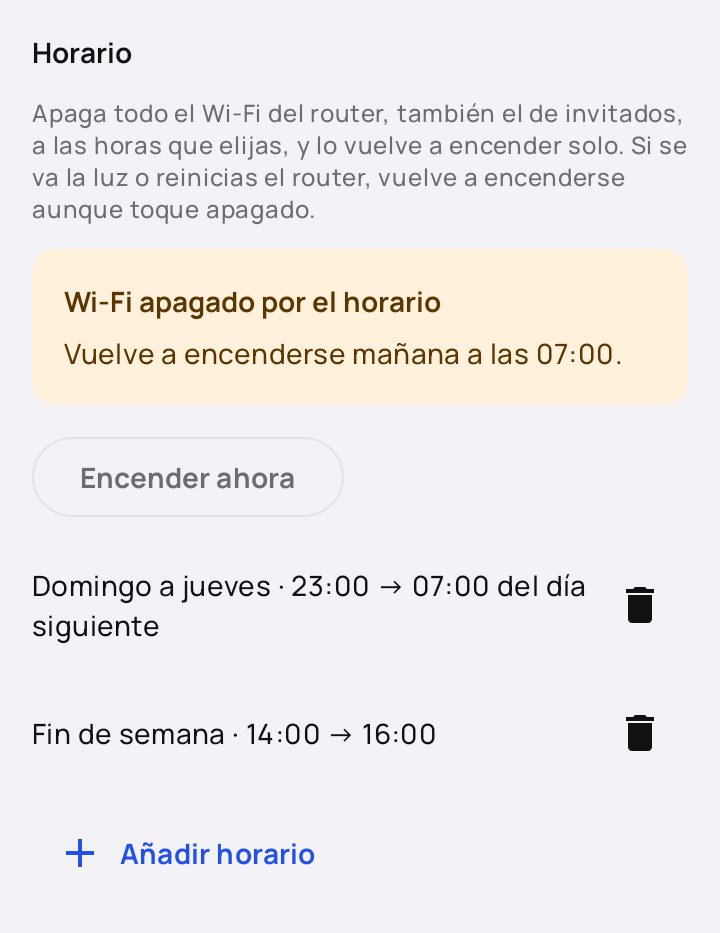 Horario
Apaga todo el Wi-Fi del router, también el de invitados,
a las horas que elijas, y lo vuelve a encender solo. Si se
va la luz o reinicias el router, vuelve a encenderse
aunque toque apagado.
Wi-Fi apagado por el horario
Vuelve a encenderse mañana a las 07:00.
Encender ahora
Domingo a jueves · 23:00 → 07:00 del día
siguiente
Fin de semana · 14:00 → 16:00
Añadir horario